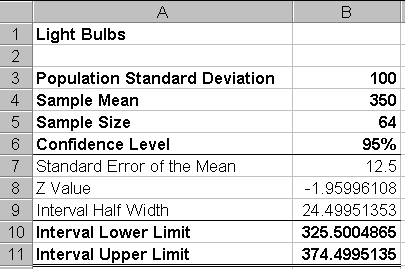 A B
1 Light Bulbs
2
3 Population Standard Deviation 100
4 Sample Mean 350
5 Sample Size 64
6 Confidence Level 95%
7 Standard Error of the Mean 12.5
8 Z Value -1.95996108
9 Interval Half Width 24.49951353
10 Interval Lower Limit 325.5004865
11 Interval Upper Limit 374.4995135